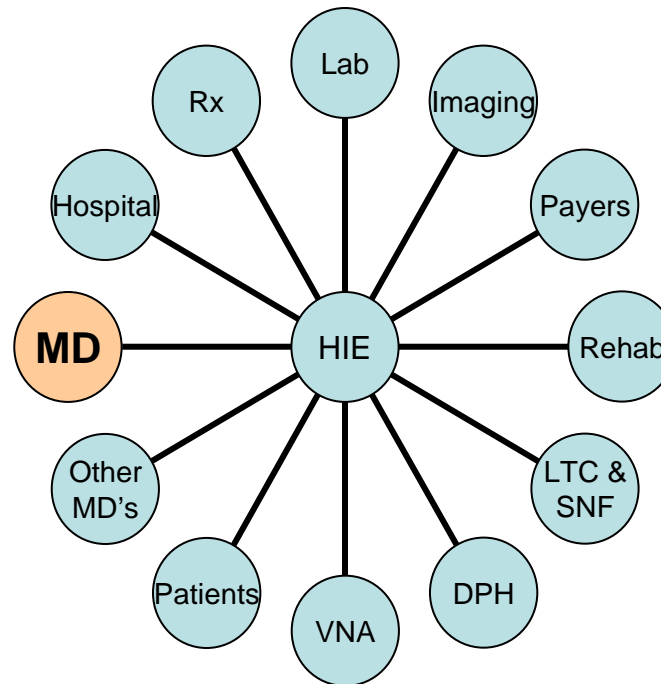 Lab
Rx
Imaging
Hospital
Payers
MD
HIE
Rehab
Other
MD's
LTC &
SNF
Patients
DPH
VNA